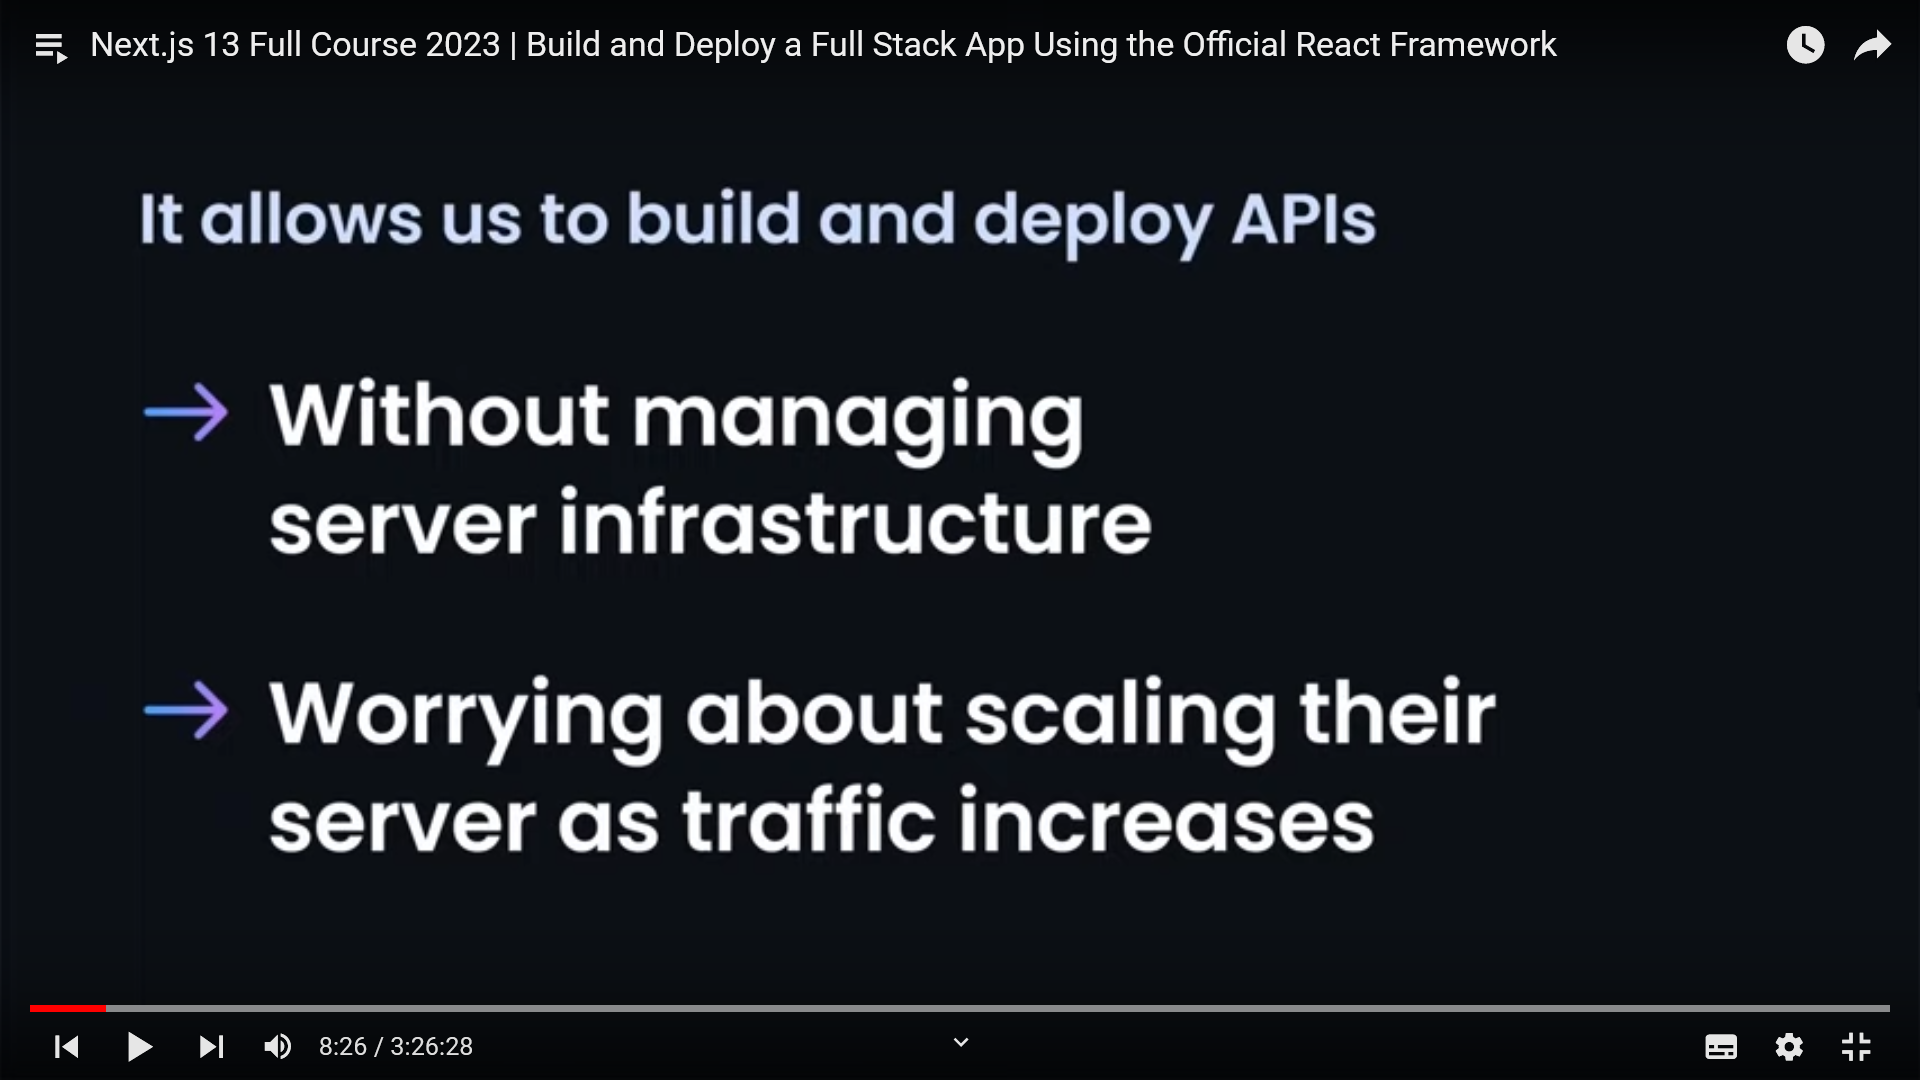 Next.js 13 Full Course 2023 | Build and Deploy a Full Stack App Using the Official React Framework
It allows us to build and deploy APIs
Without managing
server infrastructure
Worrying about scaling their
server as traffic increases
8:26 / 3:26:28